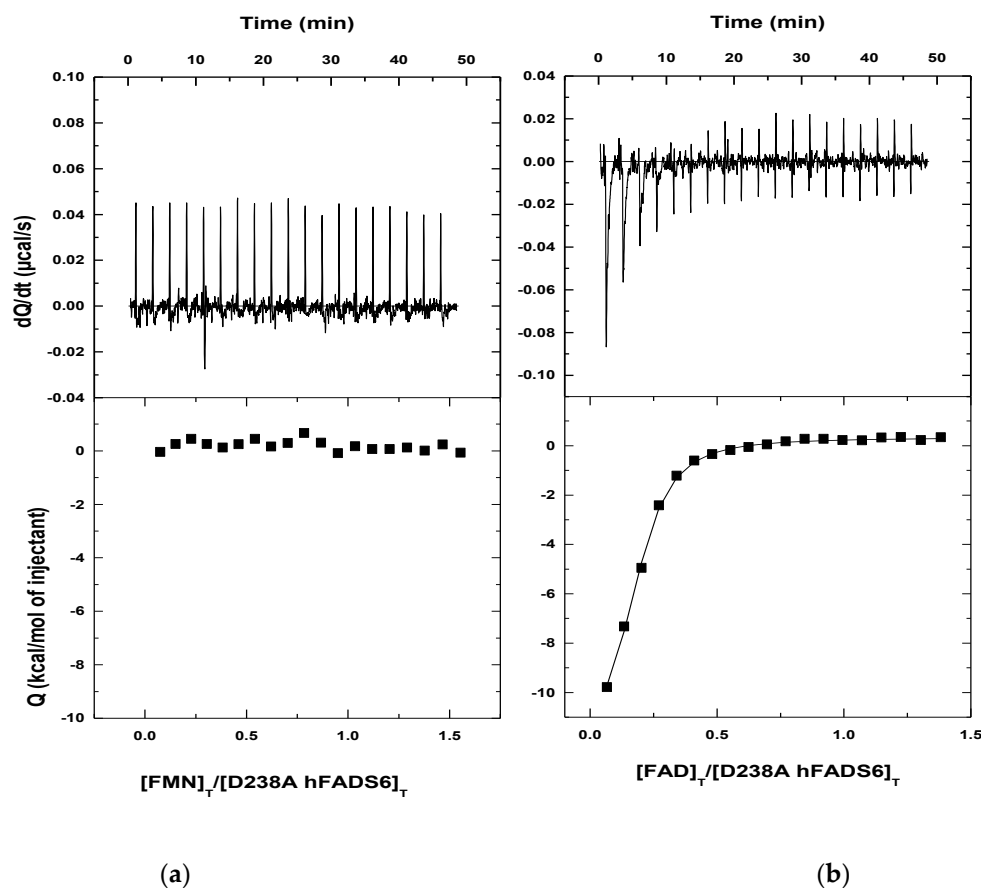 Time (min)
0 10 20 30 40 50
0.10
0.08
0.06
0.04
0.02
0.00
-0.02
-0.04
dQ/dt (µcal/s)
0
-2
-4
-6
-8
-10
Q (kcal/mol of injectant)
0.0 0.5 1.0 1.5
[FMN]T/[D238A hFADS6]T
(a)
Time (min)
0 10 20 30 40 50
0.04
0.02
0.00
-0.02
-0.04
-0.06
-0.08
-0.10
0
-2
-4
-6
-8
-10
0.0 0.5 1.0 1.5
[FAD]T/[D238A hFADS6]T
(b)